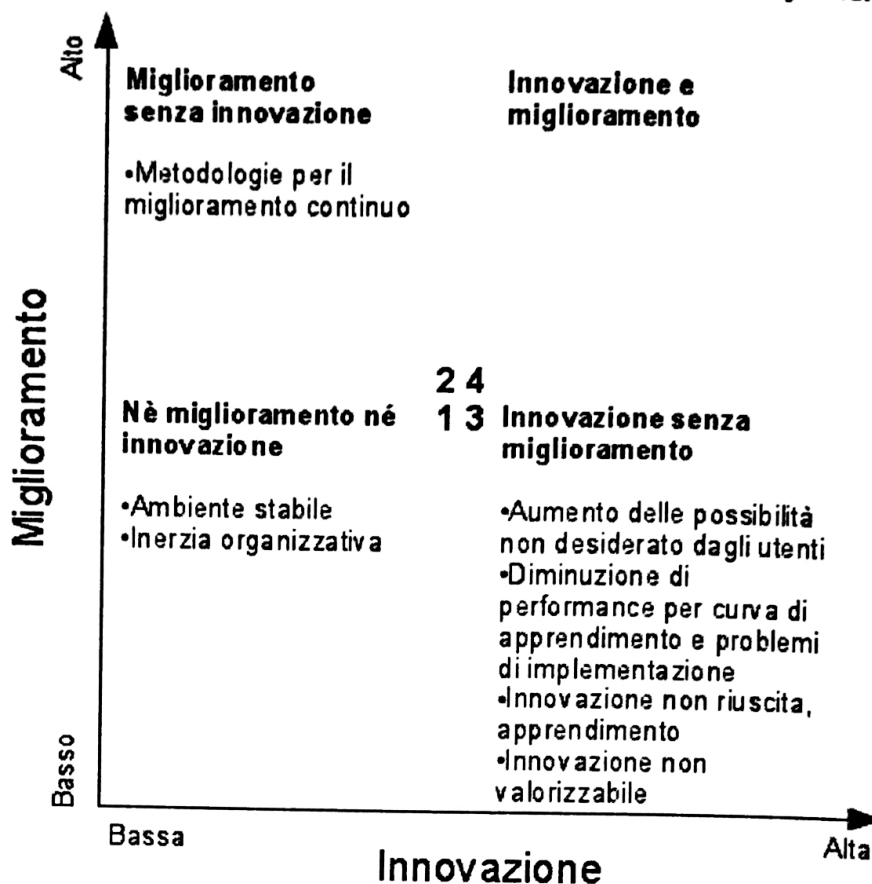 Alto
Miglioramento
senza innovazione
•Metodologie per il
miglioramento continuo
Innovazione e
miglioramento
Miglioramento
2 4
1 3
Nè miglioramento né
innovazione
•Ambiente stabile
•Inerzia organizzativa
Innovazione senza
miglioramento
•Aumento delle possibilità
non desiderato dagli utenti
•Diminuzione di
performance per curva di
apprendimento e problemi
di implementazione
•Innovazione non riuscita,
apprendimento
•Innovazione non
valorizzabile
Basso
Bassa
Innovazione
Alta